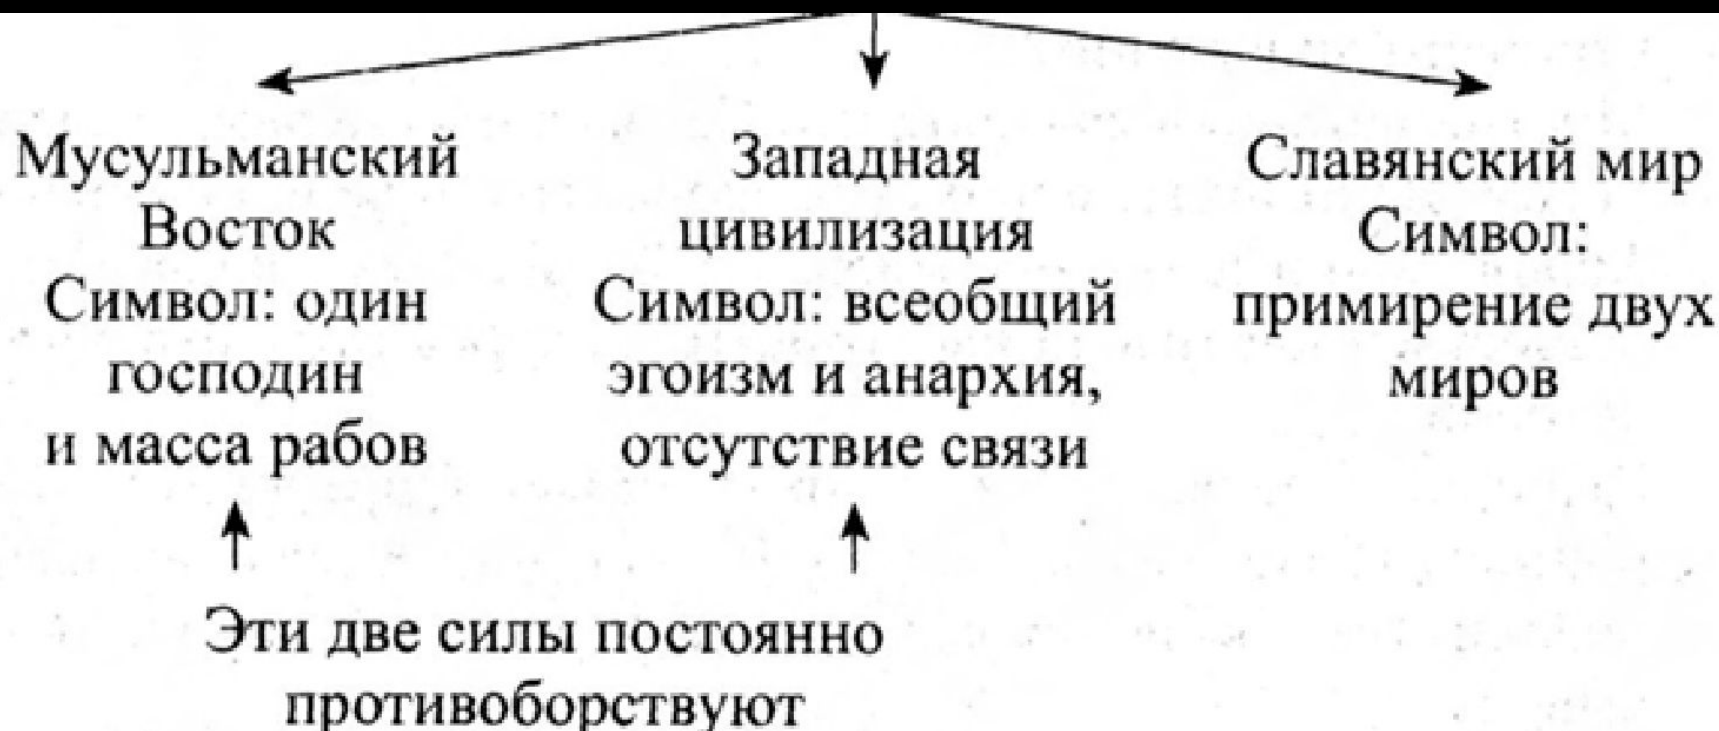 Мусульманский
Восток
Символ: один
господин
и масса рабов
Западная
цивилизация
Символ: всеобщий
эгоизм и анархия,
отсутствие связи
Славянский мир
Символ:
примирение двух
миров
Эти две силы постоянно
противоборствуют